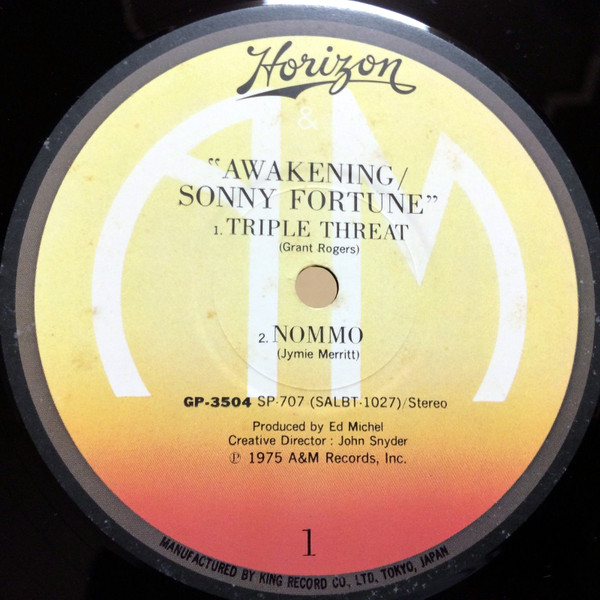 Horizon
&
"AWAKENING/
SONNY FORTUNE"
1. TRIPLE THREAT
(Grant Rogers)
2. NOMMO
(Jymie Merritt)
GP-3504 SP-707 (SALBT-1027)/Stereo
Produced by Ed Michel
Creative Director : John Snyder
℗ 1975 A&M Records, Inc.
1
MANUFACTURED BY KING RECORD CO., LTD. TOKYO, JAPAN
AM